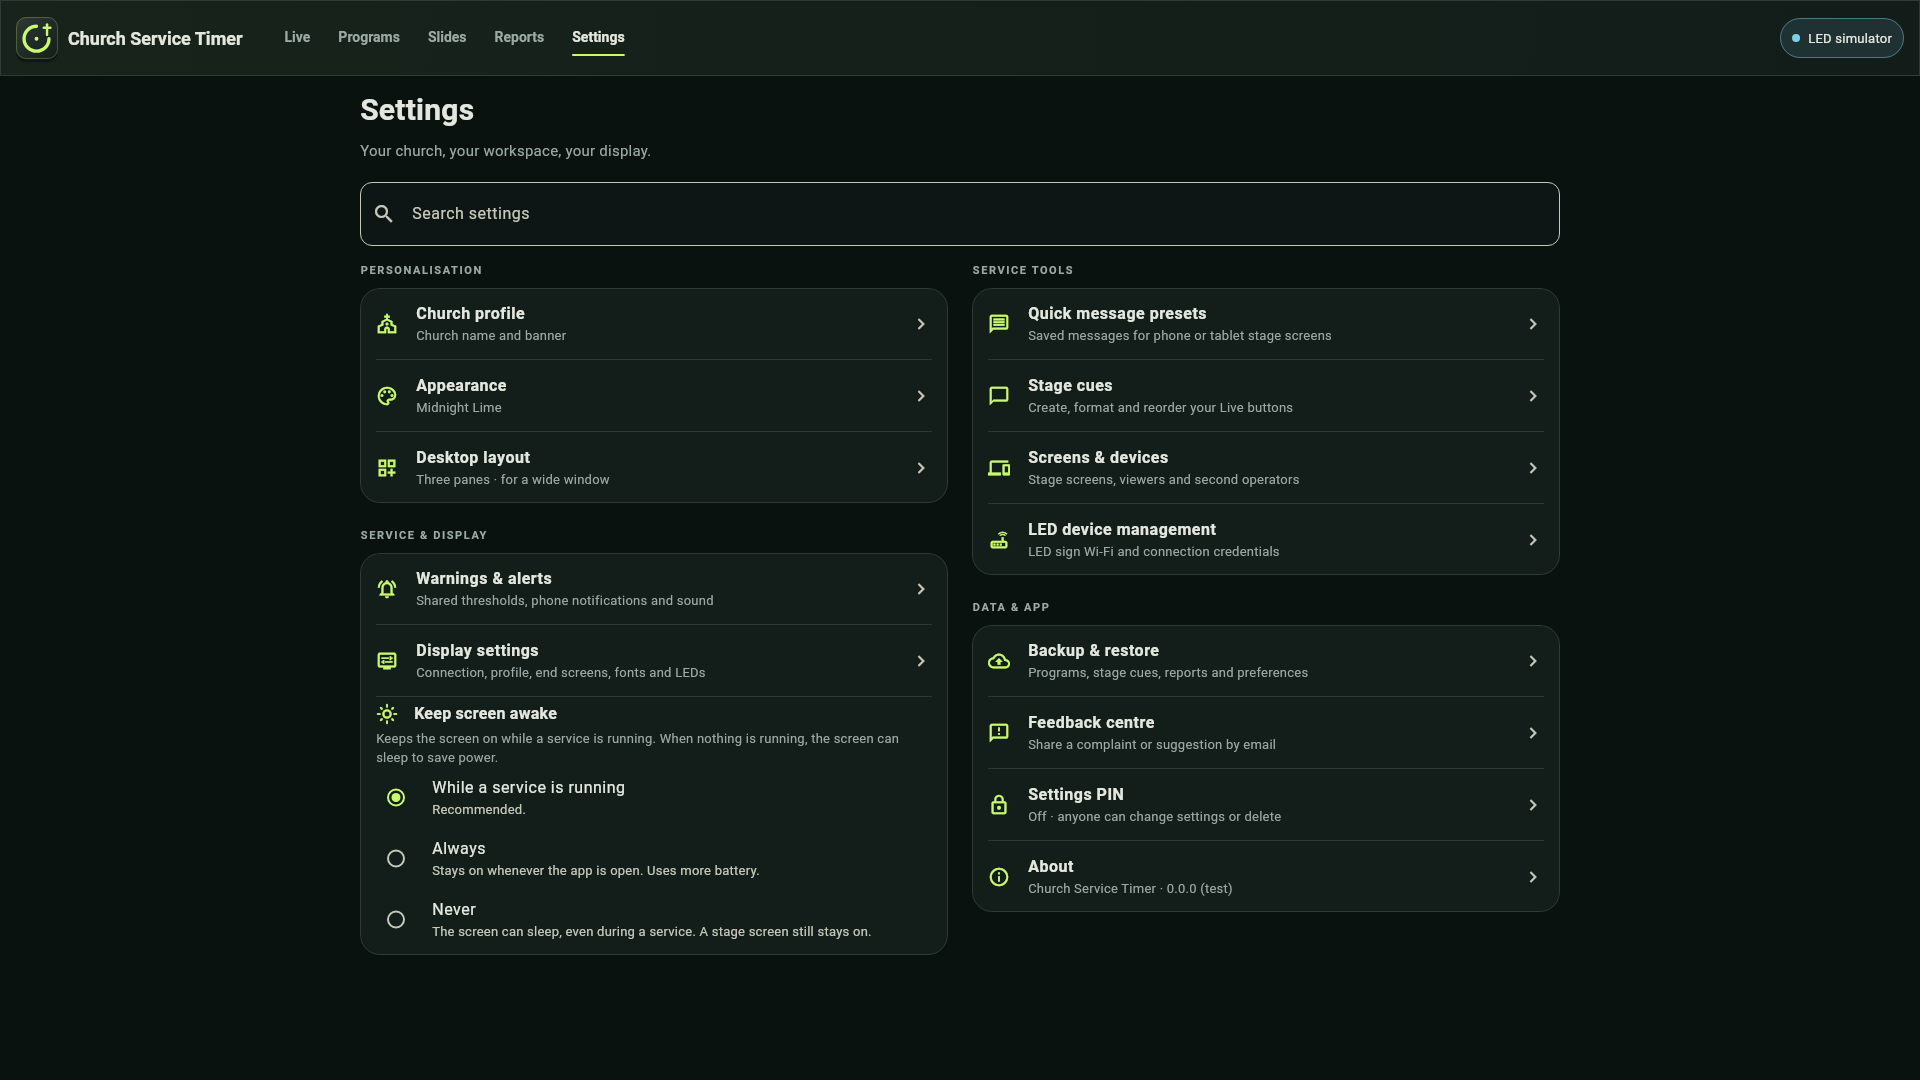 Church Service Timer
Live
Programs
Slides
Reports
Settings
LED simulator
Settings
Your church, your workspace, your display.
Search settings
PERSONALISATION
Church profile
Church name and banner
Appearance
Midnight Lime
Desktop layout
Three panes · for a wide window
SERVICE & DISPLAY
Warnings & alerts
Shared thresholds, phone notifications and sound
Display settings
Connection, profile, end screens, fonts and LEDs
Keep screen awake
Keeps the screen on while a service is running. When nothing is running, the screen can
sleep to save power.
While a service is running
Recommended.
Always
Stays on whenever the app is open. Uses more battery.
Never
The screen can sleep, even during a service. A stage screen still stays on.
SERVICE TOOLS
Quick message presets
Saved messages for phone or tablet stage screens
Stage cues
Create, format and reorder your Live buttons
Screens & devices
Stage screens, viewers and second operators
LED device management
LED sign Wi-Fi and connection credentials
DATA & APP
Backup & restore
Programs, stage cues, reports and preferences
Feedback centre
Share a complaint or suggestion by email
Settings PIN
Off · anyone can change settings or delete
About
Church Service Timer · 0.0.0 (test)